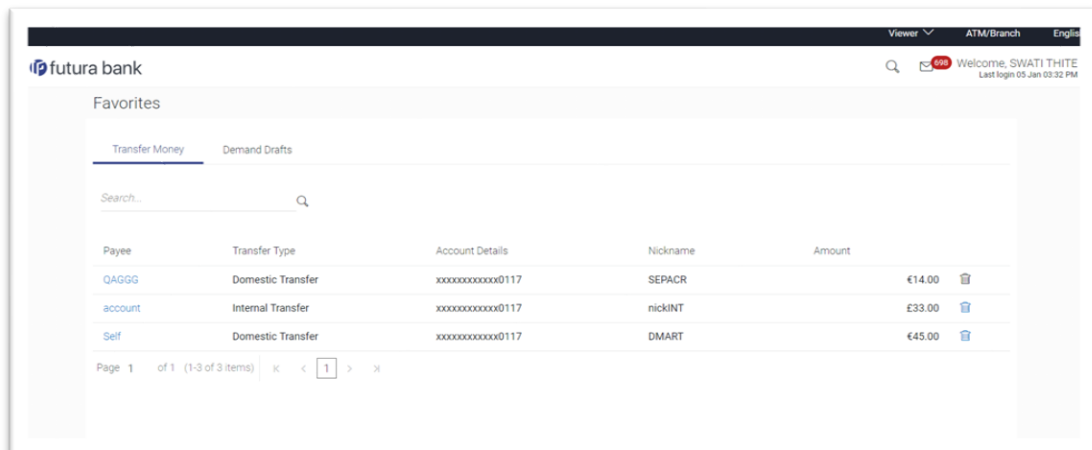 Viewer ATM/Branch Englis
futura bank 698 Welcome, SWATI THITE
Last login 05 Jan 03:32 PM
Favorites
Transfer Money Demand Drafts
Search...
Payee Transfer Type Account Details Nickname Amount
QAGGG Domestic Transfer xxxxxxxxxxxx0117 SEPACR €14.00
account Internal Transfer xxxxxxxxxxxx0117 nickINT £33.00
Self Domestic Transfer xxxxxxxxxxxx0117 DMART €45.00
Page 1 of 1 (1-3 of 3 items) K < 1 > >|